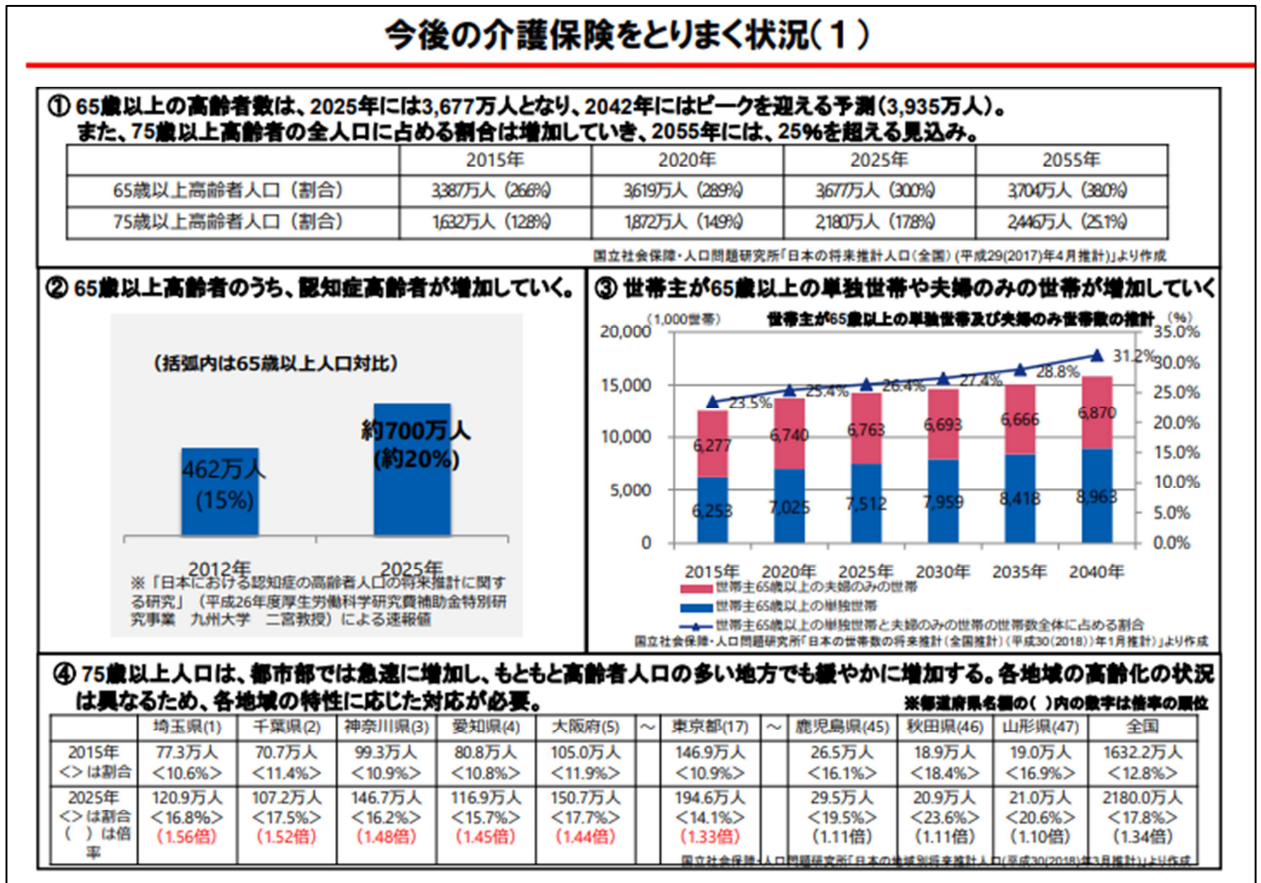 今後の介護保険をとりまく状況(1)
① 65歳以上の高齢者数は、2025年には3,677万人となり、2042年にはピークを迎える予測(3,935万人)。
また、75歳以上高齢者の全人口に占める割合は増加していき、2055年には、25%を超える見込み。
2015年 2020年 2025年 2055年
65歳以上高齢者人口(割合) 3,387万人(26.6%) 3,619万人(28.9%) 3,677万人(30.0%) 3,704万人(38.0%)
75歳以上高齢者人口(割合) 1,632万人(12.8%) 1,872万人(14.9%) 2,180万人(17.8%) 2,446万人(25.1%)
国立社会保障・人口問題研究所「日本の将来推計人口(全国)(平成29(2017)年4月推計)」より作成
② 65歳以上高齢者のうち、認知症高齢者が増加していく。
(括弧内は65歳以上人口対比)
462万人
(15%)
約700万人
(約20%)
2012年 2025年
※「日本における認知症の高齢者人口の将来推計に関す
る研究」(平成26年度厚生労働科学研究費補助金特別研
究事業 九州大学 二宮教授)による速報値
③ 世帯主が65歳以上の単独世帯や夫婦のみの世帯が増加していく
(1,000世帯) 世帯主が65歳以上の単独世帯及び夫婦のみ世帯数の推計 (%)
20,000
15,000
10,000
5,000
0
35.0%
30.0%
25.0%
20.0%
15.0%
10.0%
5.0%
0.0%
23.5% 25.4% 26.4% 27.4% 28.8% 31.2%
6,277 6,740 6,763 6,693 6,666 6,870
6,253 7,025 7,512 7,959 8,418 8,963
2015年 2020年 2025年 2030年 2035年 2040年
世帯主65歳以上の夫婦のみの世帯
世帯主65歳以上の単独世帯
世帯主65歳以上の単独世帯と夫婦のみの世帯の世帯数全体に占める割合
国立社会保障・人口問題研究所「日本の世帯数の将来推計(全国推計)(平成30(2018))年1月推計)」より作成
④ 75歳以上人口は、都市部では急速に増加し、もともと高齢者人口の多い地方でも緩やかに増加する。各地域の高齢化の状況
は異なるため、各地域の特性に応じた対応が必要。
※都道府県名欄の( )内の数字は倍率の順位
埼玉県(1) 千葉県(2) 神奈川県(3) 愛知県(4) 大阪府(5) ~ 東京都(17) ~ 鹿児島県(45) 秋田県(46) 山形県(47) 全国
2015年 77.3万人 70.7万人 99.3万人 80.8万人 105.0万人 146.9万人 26.5万人 18.9万人 19.0万人 1632.2万人
<>は割合 <10.6%> <11.4%> <10.9%> <10.8%> <11.9%> <10.9%> <16.1%> <18.4%> <16.9%> <12.8%>
2025年 120.9万人 107.2万人 146.7万人 116.9万人 150.7万人 194.6万人 29.5万人 20.9万人 21.0万人 2180.0万人
<>は割合 <16.8%> <17.5%> <16.2%> <15.7%> <17.7%> <14.1%> <19.5%> <23.6%> <20.6%> <17.8%>
( )は倍 (1.56倍) (1.52倍) (1.48倍) (1.45倍) (1.44倍) (1.33倍) (1.11倍) (1.11倍) (1.10倍) (1.34倍)
率
国立社会保障・人口問題研究所「日本の地域別将来推計人口(平成30(2018)年3月推計)」より作成